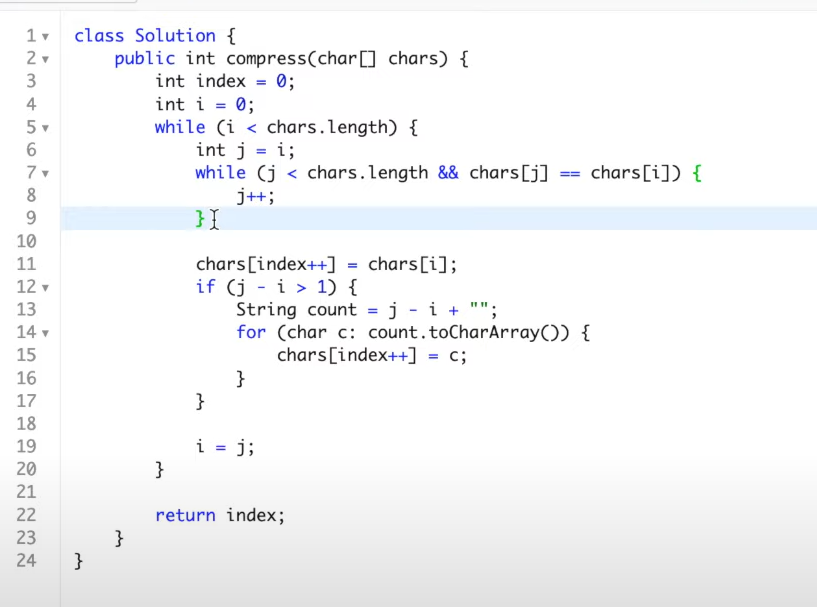 1 class Solution {
2     public int compress(char[] chars) {
3         int index = 0;
4         int i = 0;
5         while (i < chars.length) {
6             int j = i;
7             while (j < chars.length && chars[j] == chars[i]) {
8                 j++;
9             }
10
11             chars[index++] = chars[i];
12             if (j - i > 1) {
13                 String count = j - i + "";
14                 for (char c: count.toCharArray()) {
15                     chars[index++] = c;
16                 }
17             }
18
19             i = j;
20         }
21
22         return index;
23     }
24 }